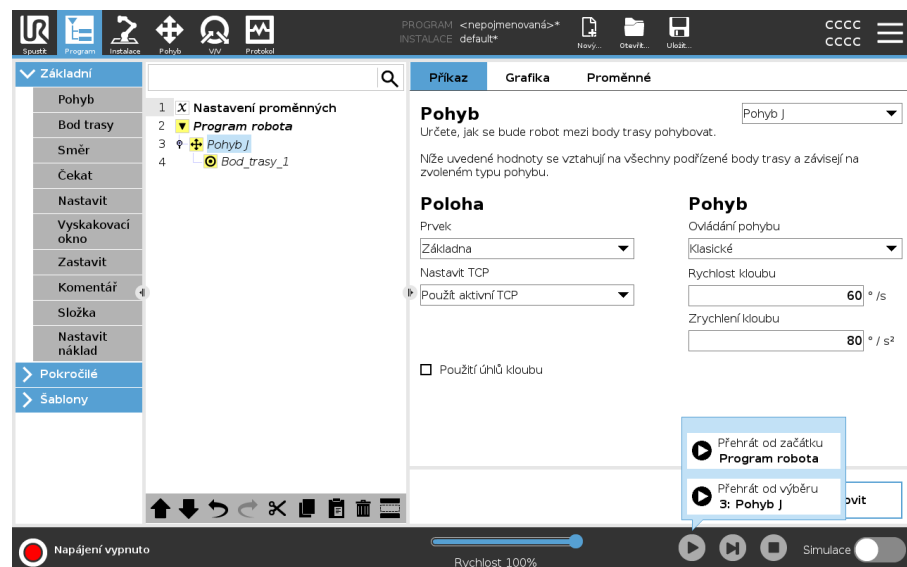 UR
PROGRAM <nepojmenovaná>*
INSTALACE default*
Spustit Program Instalace Pohyb V/V Protokol
Nový... Otevřít... Uložit...
CCCC
CCCC
Základní
Pohyb
Bod trasy
Směr
Čekat
Nastavit
Vyskakovací
okno
Zastavit
Komentář
Složka
Nastavit
náklad
Pokročilé
Šablony
1 X Nastavení proměnných
2 Program robota
3 Pohyb J
4 Bod_trasy_1
Příkaz Grafika Proměnné
Pohyb
Pohyb J
Určete, jak se bude robot mezi body trasy pohybovat.
Níže uvedené hodnoty se vztahují na všechny podřízené body trasy a závisejí na
zvoleném typu pohybu.
Poloha
Prvek
Základna
Nastavit TCP
Použít aktivní TCP
Použití úhlů kloubu
Pohyb
Ovládání pohybu
Klasické
Rychlost kloubu
60 ° /s
Zrychlení kloubu
80 ° / s²
Přehrát od začátku
Program robota
Přehrát od výběru
3: Pohyb J
ovit
Napájení vypnuto
Rychlost 100%
Simulace